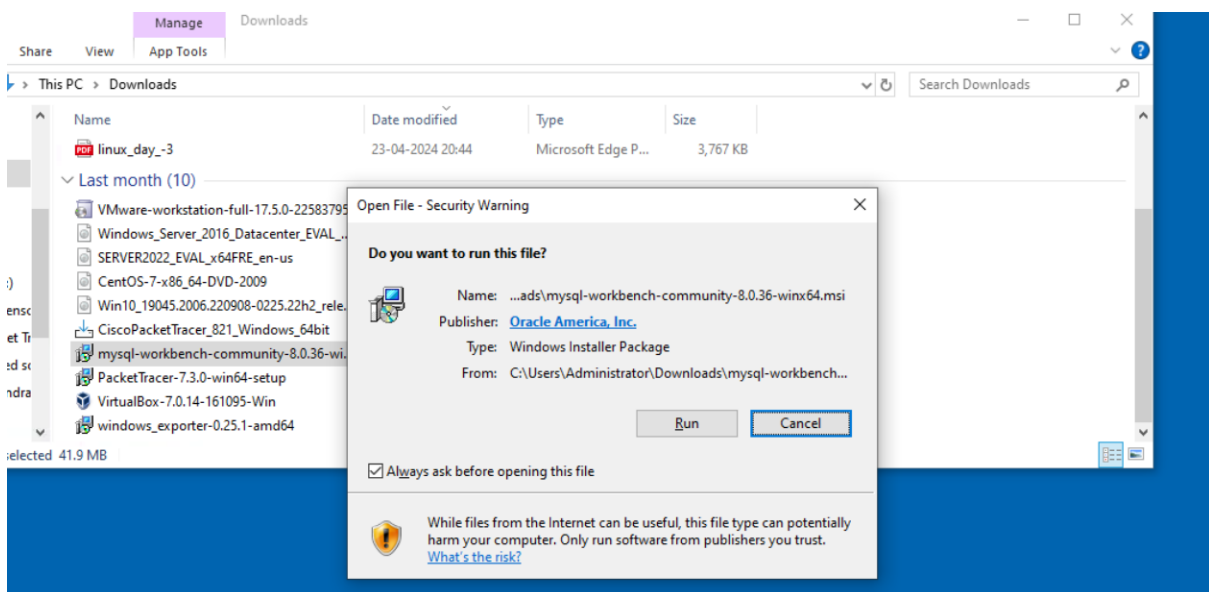 Manage Downloads
Share View App Tools
This PC > Downloads Search Downloads
Name Date modified Type Size
linux_day_-3 23-04-2024 20:44 Microsoft Edge P... 3,767 KB
Last month (10)
VMware-workstation-full-17.5.0-22583795
Windows_Server_2016_Datacenter_EVAL_..
SERVER2022_EVAL_x64FRE_en-us
CentOS-7-x86_64-DVD-2009
Win10_19045.2006.220908-0225.22h2_rele.
CiscoPacketTracer_821_Windows_64bit
mysql-workbench-community-8.0.36-wi.
PacketTracer-7.3.0-win64-setup
VirtualBox-7.0.14-161095-Win
windows_exporter-0.25.1-amd64
selected 41.9 MB
Open File - Security Warning
Do you want to run this file?
Name: ...ads\mysql-workbench-community-8.0.36-winx64.msi
Publisher: Oracle America, Inc.
Type: Windows Installer Package
From: C:\Users\Administrator\Downloads\mysql-workbench...
Run Cancel
Always ask before opening this file
While files from the Internet can be useful, this file type can potentially
harm your computer. Only run software from publishers you trust.
What's the risk?